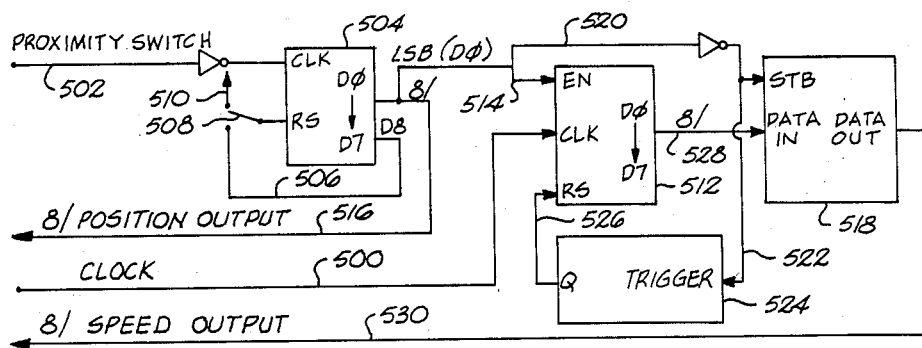 504
520
PROXIMITY SWITCH
LSB (DØ)
CLK
502
DØ
8/
EN
STB
510
514
508
RS
D7
D8
CLK
DØ
8/
DATA IN
DATA OUT
528
D7
506
RS
512
8/ POSITION OUTPUT
516
526
518
CLOCK
500
Q
TRIGGER
522
524
8/ SPEED OUTPUT
530